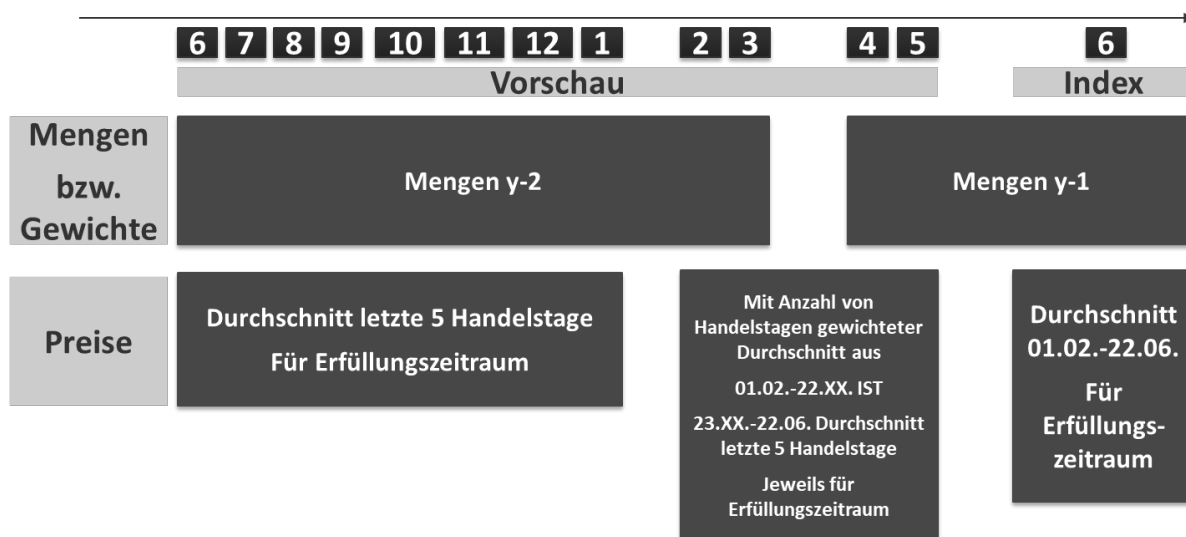 6 7 8 9 10 11 12 1 2 3 4 5 6
Vorschau Index
Mengen
bzw.
Gewichte
Mengen y-2
Mengen y-1
Preise
Durchschnitt letzte 5 Handelstage
Für Erfüllungszeitraum
Mit Anzahl von
Handelstagen gewichteter
Durchschnitt aus
01.02.-22.XX. IST
23.XX.-22.06. Durchschnitt
letzte 5 Handelstage
Jeweils für
Erfüllungszeitraum
Durchschnitt
01.02.-22.06.
Für
Erfüllungs-
zeitraum